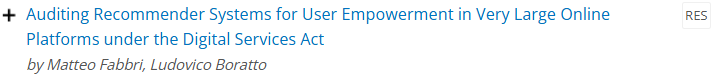 + Auditing Recommender Systems for User Empowerment in Very Large Online RES
Platforms under the Digital Services Act
by Matteo Fabbri, Ludovico Boratto